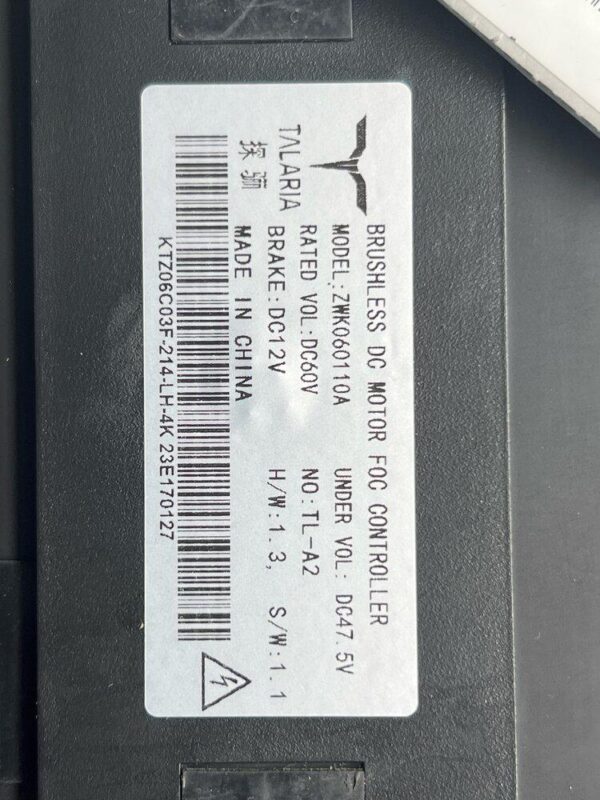 TALARIA
探骊
BRUSHLESS DC MOTOR FOC CONTROLLER
MODEL:ZWK060110A UNDER VOL: DC47.5V
RATED VOL:DC60V NO:TL-A2
BRAKE:DC12V H/W:1.3, S/W:1.1
MADE IN CHINA
KTZ06C03F-214-LH-4K 23E170127